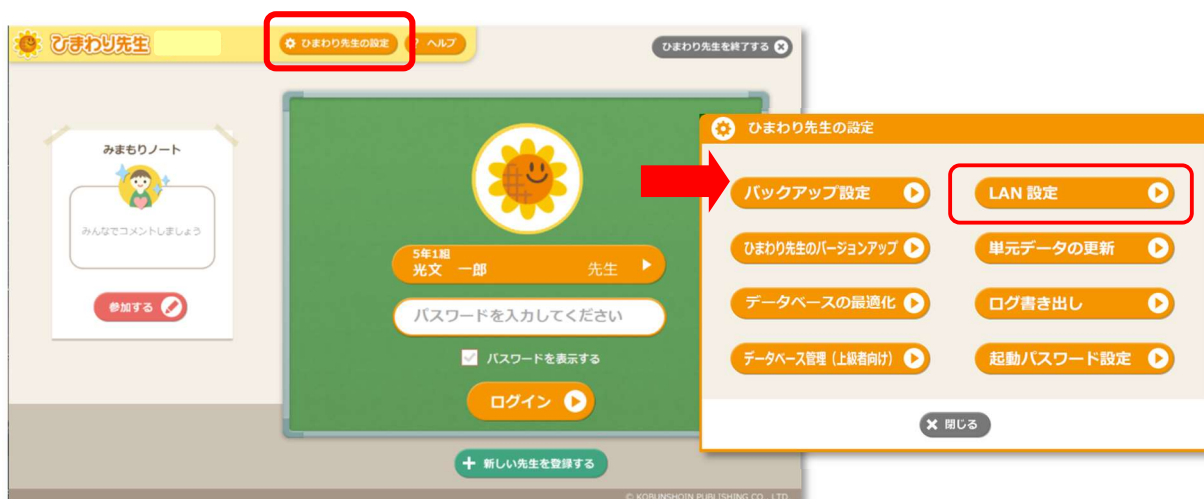 ひまわり先生
ひまわり先生の設定
ヘルプ
ひまわり先生を終了する
みまもりノート
みんなでコメントしましょう
参加する
5年1組
光文 一郎 先生
パスワードを入力してください
パスワードを表示する
ログイン
新しい先生を登録する
© KOBUNSHOIN PUBLISHING CO., LTD.
ひまわり先生の設定
バックアップ設定
LAN 設定
ひまわり先生のバージョンアップ
単元データの更新
データベースの最適化
ログ書き出し
データベース管理（上級者向け）
起動パスワード設定
閉じる